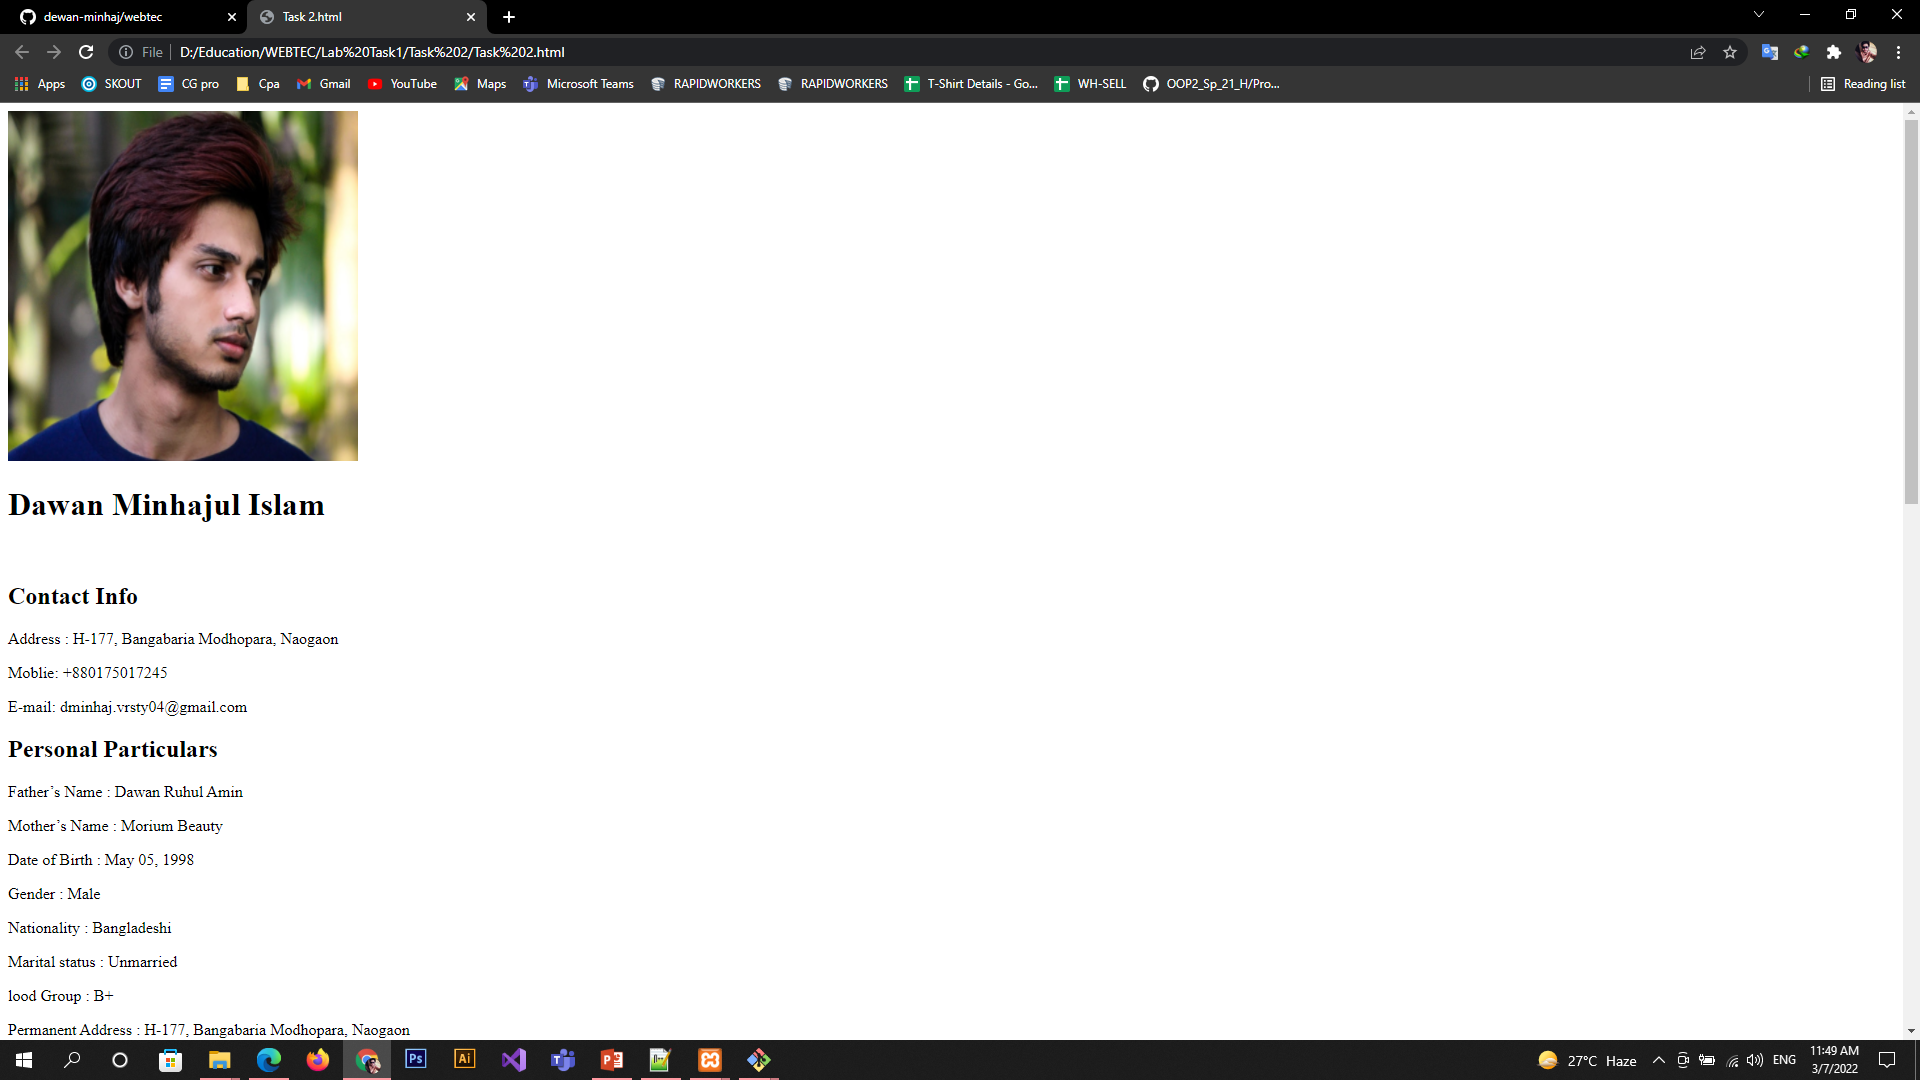 dewan-minhaj/webtec
Task 2.html
File
D:/Education/WEBTEC/Lab%20Task1/Task%202/Task%202.html
Apps
SKOUT
CG pro
Cpa
Gmail
YouTube
Maps
Microsoft Teams
RAPIDWORKERS
RAPIDWORKERS
T-Shirt Details - Go...
WH-SELL
OOP2_Sp_21_H/Pro...
Reading list
Dawan Minhajul Islam
Contact Info
Address : H-177, Bangabaria Modhopara, Naogaon
Moblie: +880175017245
E-mail: dminhaj.vrsty04@gmail.com
Personal Particulars
Father’s Name : Dawan Ruhul Amin
Mother’s Name : Morium Beauty
Date of Birth : May 05, 1998
Gender : Male
Nationality : Bangladeshi
Marital status : Unmarried
lood Group : B+
Permanent Address : H-177, Bangabaria Modhopara, Naogaon
Ps
Ai
27°C Haze
ENG
11:49 AM
3/7/2022